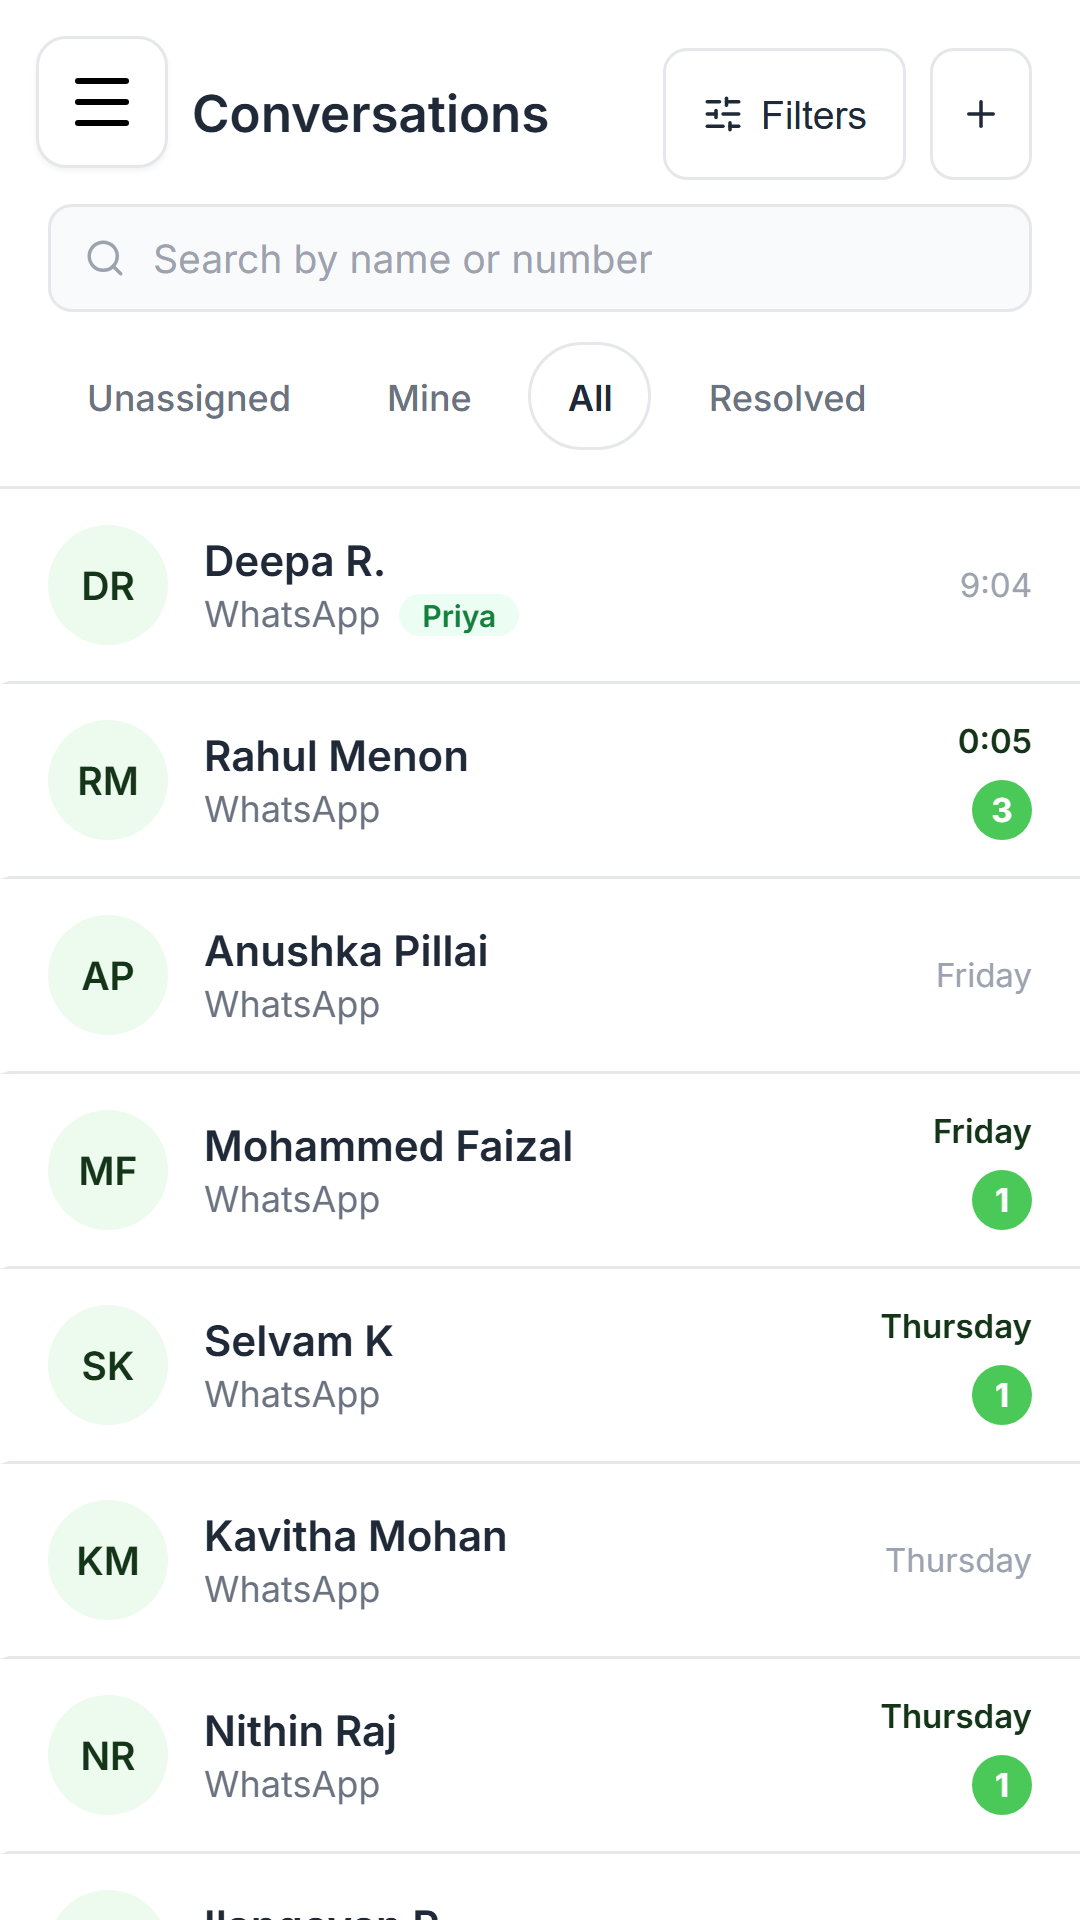 Conversations
Filters
Search by name or number
Unassigned Mine All Resolved
DR
Deepa R.
9:04
WhatsApp Priya
RM
Rahul Menon
0:05
WhatsApp
3
AP
Anushka Pillai
Friday
WhatsApp
MF
Mohammed Faizal
Friday
WhatsApp
1
SK
Selvam K
Thursday
WhatsApp
1
KM
Kavitha Mohan
Thursday
WhatsApp
NR
Nithin Raj
Thursday
WhatsApp
1